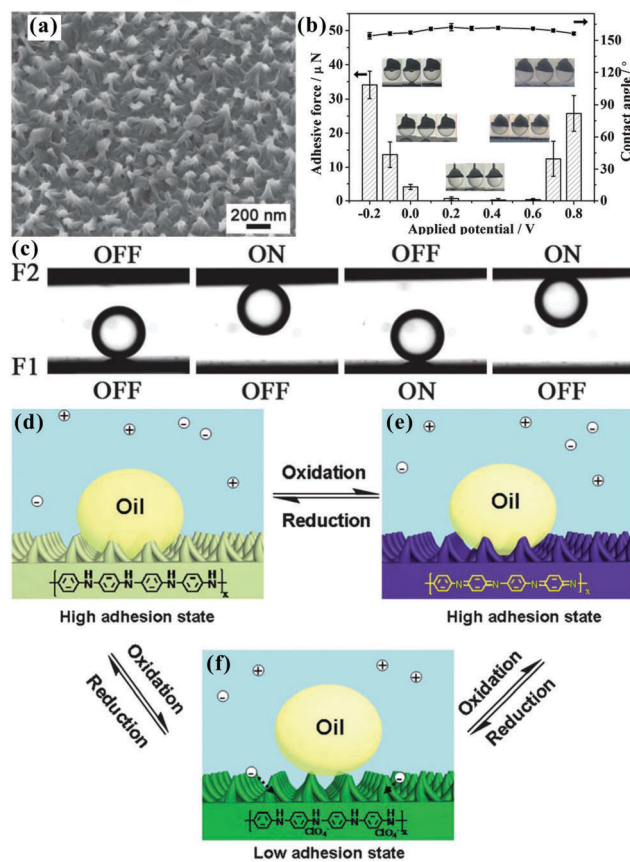 (a)
200 nm
(b)
Adhesive force / μ N
50
40
30
20
10
0
-0.2
0.0
0.2
0.4
0.6
0.8
Applied potential / V
150
120
90
60
30
0
Contact angle / °
(c)
OFF
ON
OFF
ON
F2
F1
OFF
OFF
ON
OFF
(d)
Oil
H
N
H
N
H
N
H
N
x
High adhesion state
Oxidation
Reduction
(e)
Oil
N
N
N
N
x
High adhesion state
Oxidation
Reduction
(f)
Oil
H
N
H
N
H
N
H
N
ClO₄⁻
ClO₄⁻
x
Low adhesion state
Oxidation
Reduction